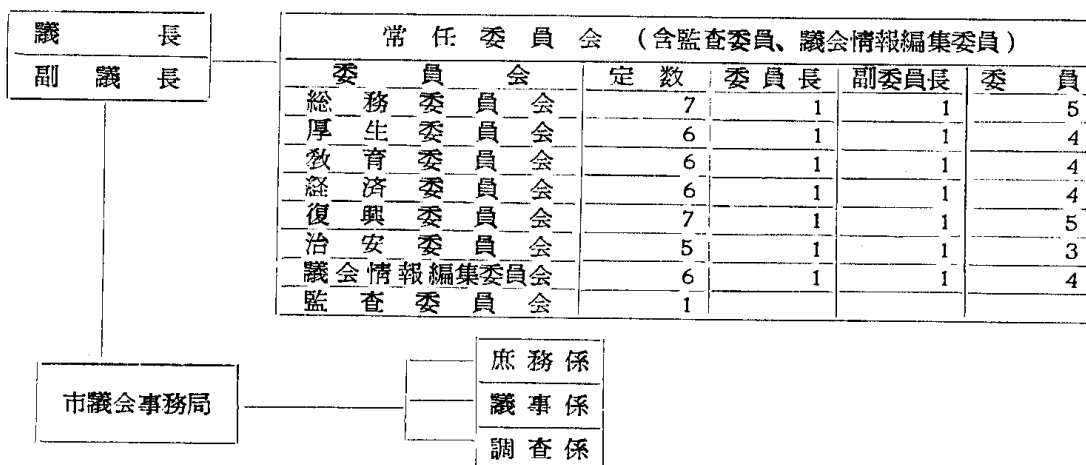 議長
副議長
常任委員会 (含監査委員、議会情報編集委員)
委員会 定数 委員長 副委員長 委員
総務委員会 7 1 1 5
厚生委員会 6 1 1 4
教育委員会 6 1 1 4
経済委員会 6 1 1 4
復興委員会 7 1 1 5
治安委員会 5 1 1 3
議会情報編集委員会 6 1 1 4
監査委員会 1
市議会事務局
庶務係
議事係
調査係